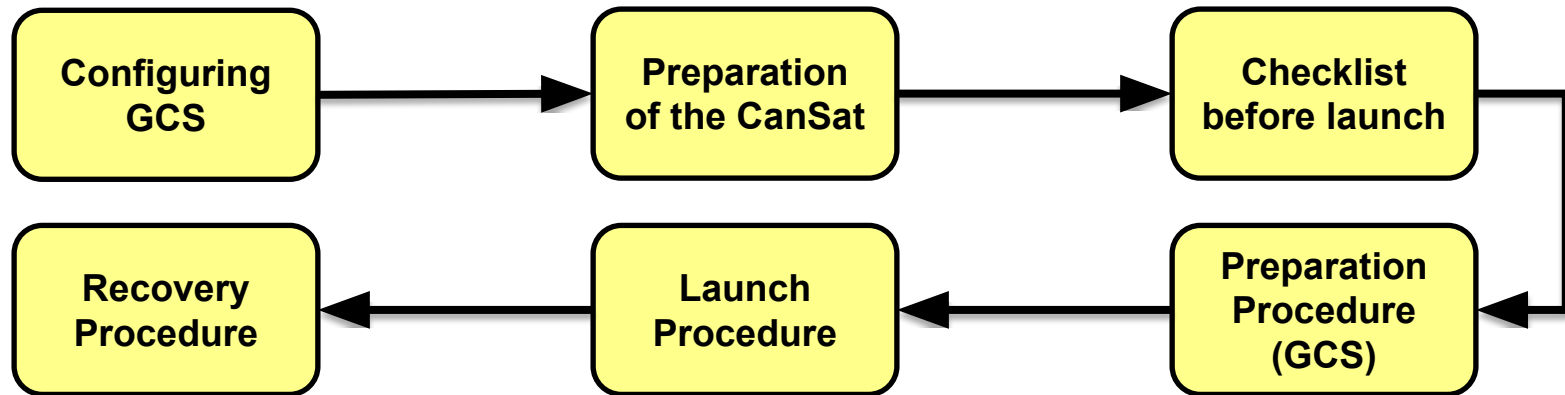 Configuring
GCS
Preparation
of the CanSat
Checklist
before launch
Preparation
Procedure
(GCS)
Launch
Procedure
Recovery
Procedure